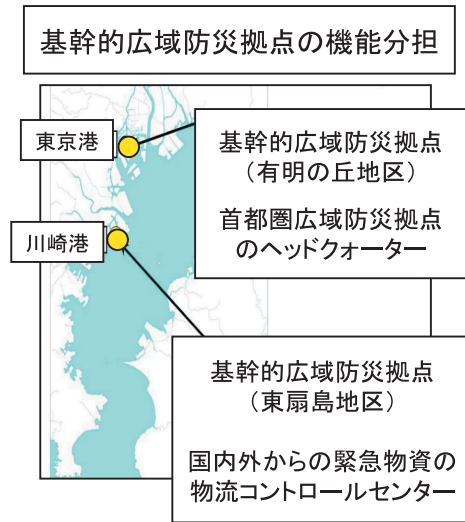 基幹的広域防災拠点の機能分担
東京港
基幹的広域防災拠点
（有明の丘地区）
首都圏広域防災拠点
のヘッドクォーター
川崎港
基幹的広域防災拠点
（東扇島地区）
国内外からの緊急物資の
物流コントロールセンター